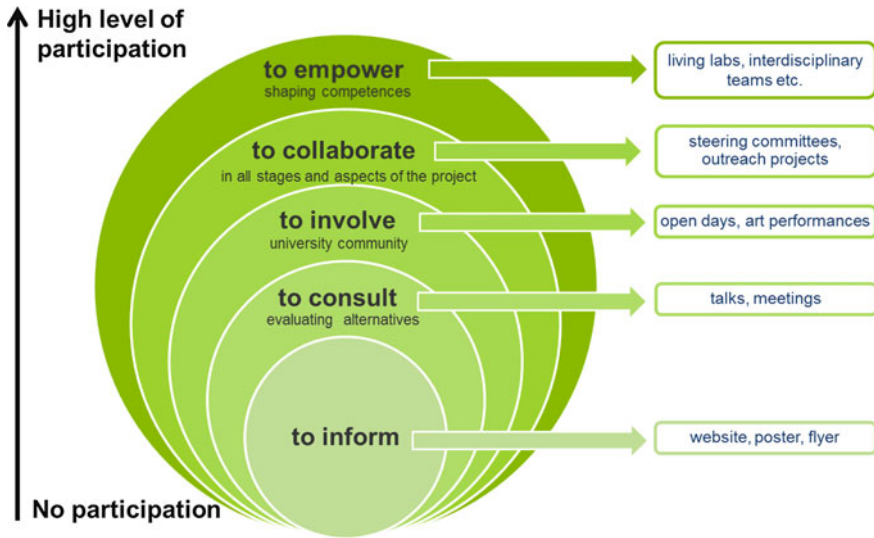 High level of
participation
to empower
shaping competences
living labs, interdisciplinary
teams etc.
to collaborate
in all stages and aspects of the project
steering committees,
outreach projects
to involve
university community
open days, art performances
to consult
evaluating alternatives
talks, meetings
to inform
website, poster, flyer
No participation